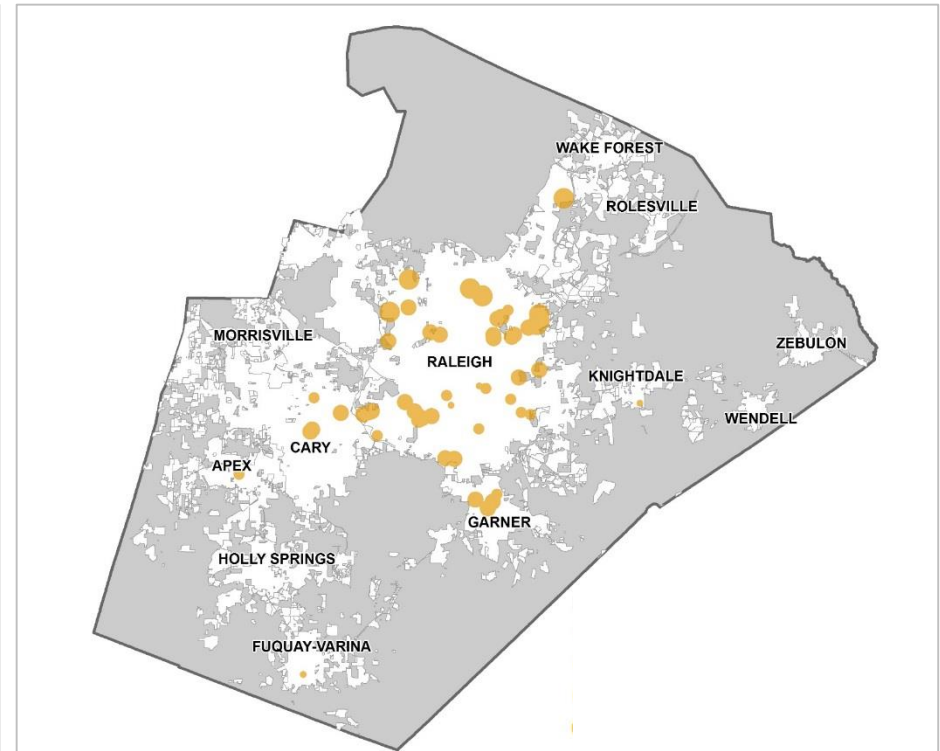 WAKE FOREST
ROLESVILLE
MORRISVILLE
ZEBULON
RALEIGH
KNIGHTDALE
WENDELL
CARY
APEX
GARNER
HOLLY SPRINGS
FUQUAY-VARINA